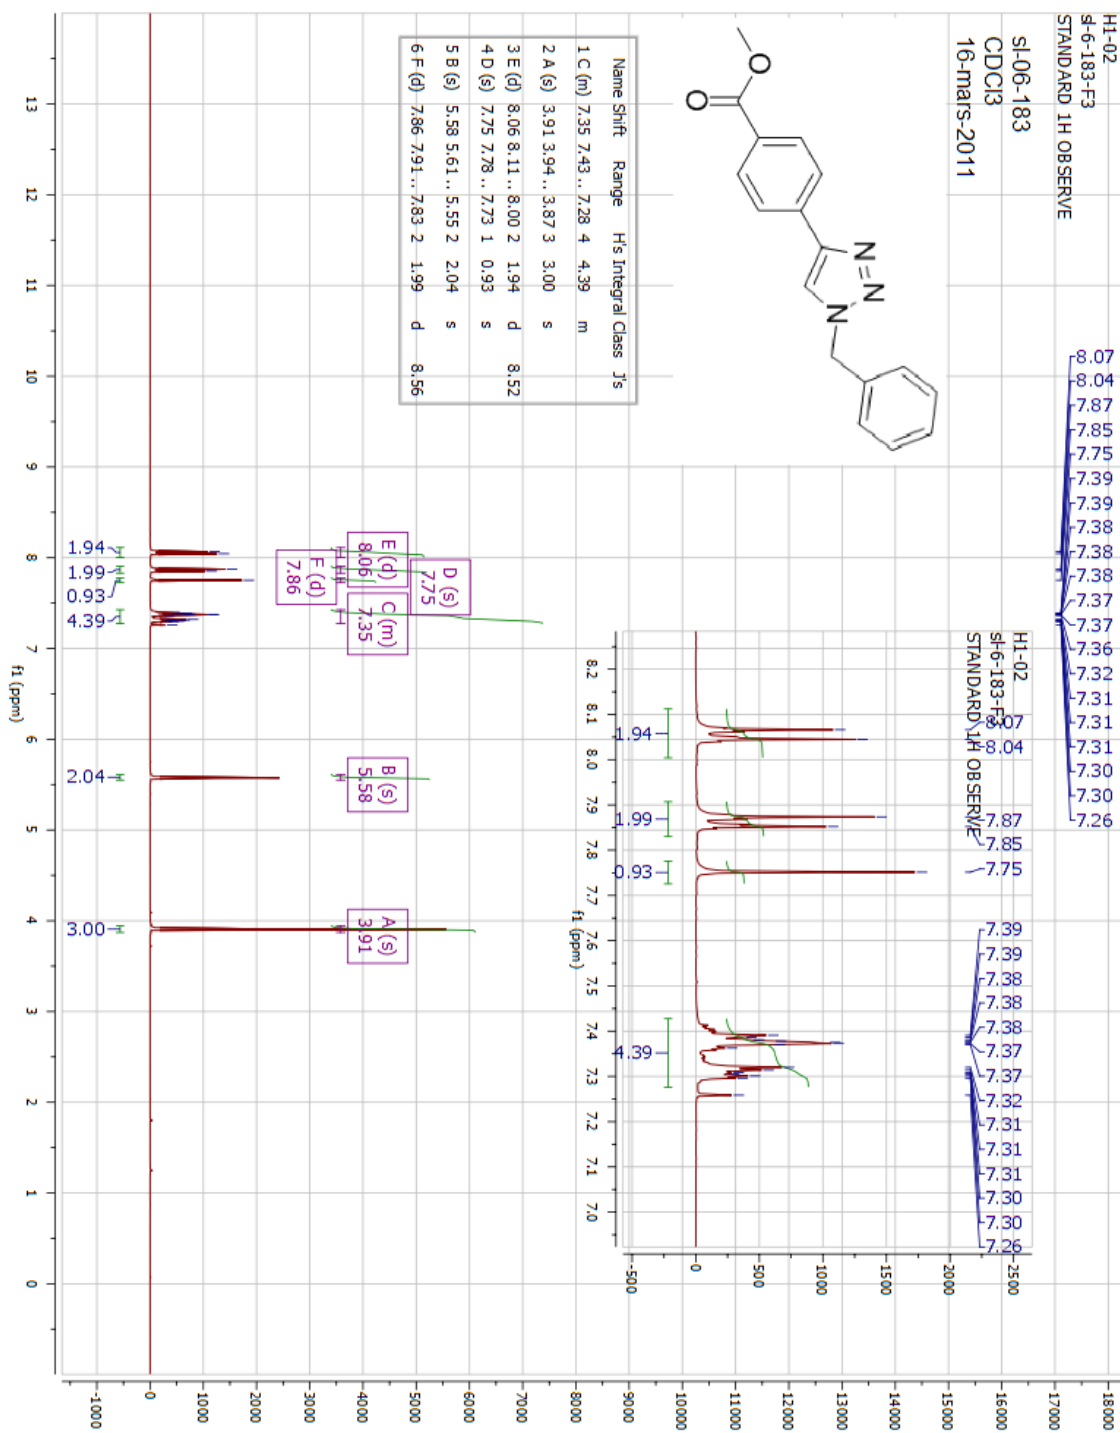 H1-02
sl-6-183-F3
STANDARD 1H OBSERVE
sl-06-183
CDCl3
16-mars-2011
O
O
N
N
N
8.07
8.04
7.87
7.85
7.75
7.39
7.39
7.38
7.38
7.38
7.37
7.37
7.36
7.32
7.31
7.31
7.31
7.30
7.30
7.26
Name Shift Range H's Integral Class J's
1 C (m) 7.35 7.43 .. 7.28 4 4.39 m
2 A (s) 3.91 3.94 .. 3.87 3 3.00 s
3 E (d) 8.06 8.11 .. 8.00 2 1.94 d 8.52
4 D (s) 7.75 7.78 .. 7.73 1 0.93 s
5 B (s) 5.58 5.61 .. 5.55 2 2.04 s
6 F (d) 7.86 7.91 .. 7.83 2 1.99 d 8.56
H1-02
sl-6-183-F3
STANDARD 1H OBSERVE
8.07
8.04
7.87
7.85
7.75
7.39
7.39
7.38
7.38
7.38
7.37
7.37
7.32
7.31
7.31
7.31
7.30
7.30
7.26
2500
2000
1500
1000
500
0
-500
1.94
1.99
0.93
4.39
8.2 8.1 8.0 7.9 7.8 7.7 7.6 7.5 7.4 7.3 7.2 7.1 7.0
f1 (ppm)
D (s)
7.75
E (d)
8.06
C (m)
7.35
B (s)
5.58
A (s)
3.91
F (d)
7.86
1.94
1.99
0.93
4.39
2.04
3.00
13 12 11 10 9 8 7 6 5 4 3 2 1 0
f1 (ppm)
18000
17000
16000
15000
14000
13000
12000
11000
10000
9000
8000
7000
6000
5000
4000
3000
2000
1000
0
-1000